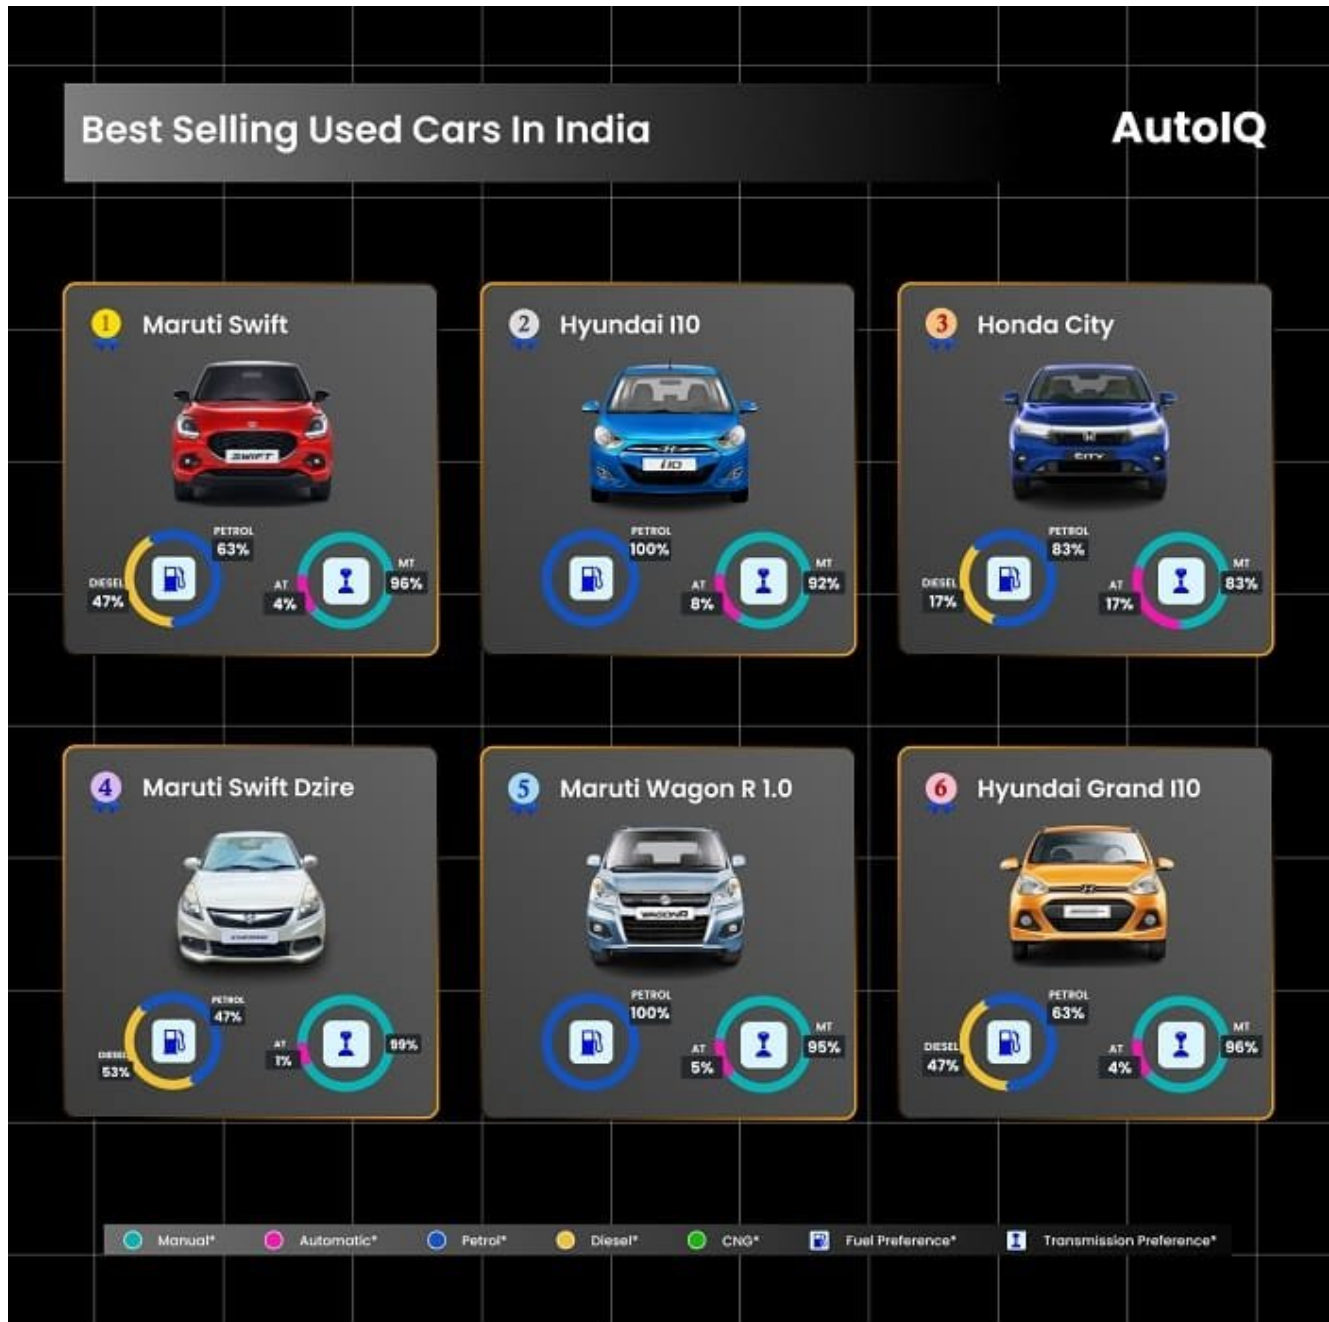 Best Selling Used Cars In India
AutoIQ
1 Maruti Swift
SWIFT
PETROL
63%
DIESEL
47%
AT
4%
MT
96%
2 Hyundai I10
i10
PETROL
100%
AT
8%
MT
92%
3 Honda City
CITY
PETROL
83%
DIESEL
17%
AT
17%
MT
83%
4 Maruti Swift Dzire
PETROL
47%
DIESEL
53%
AT
1%
99%
5 Maruti Wagon R 1.0
WAGONR
PETROL
100%
AT
5%
MT
95%
6 Hyundai Grand I10
PETROL
63%
DIESEL
47%
AT
4%
MT
96%
Manual* Automatic* Petrol* Diesel* CNG* Fuel Preference* Transmission Preference*